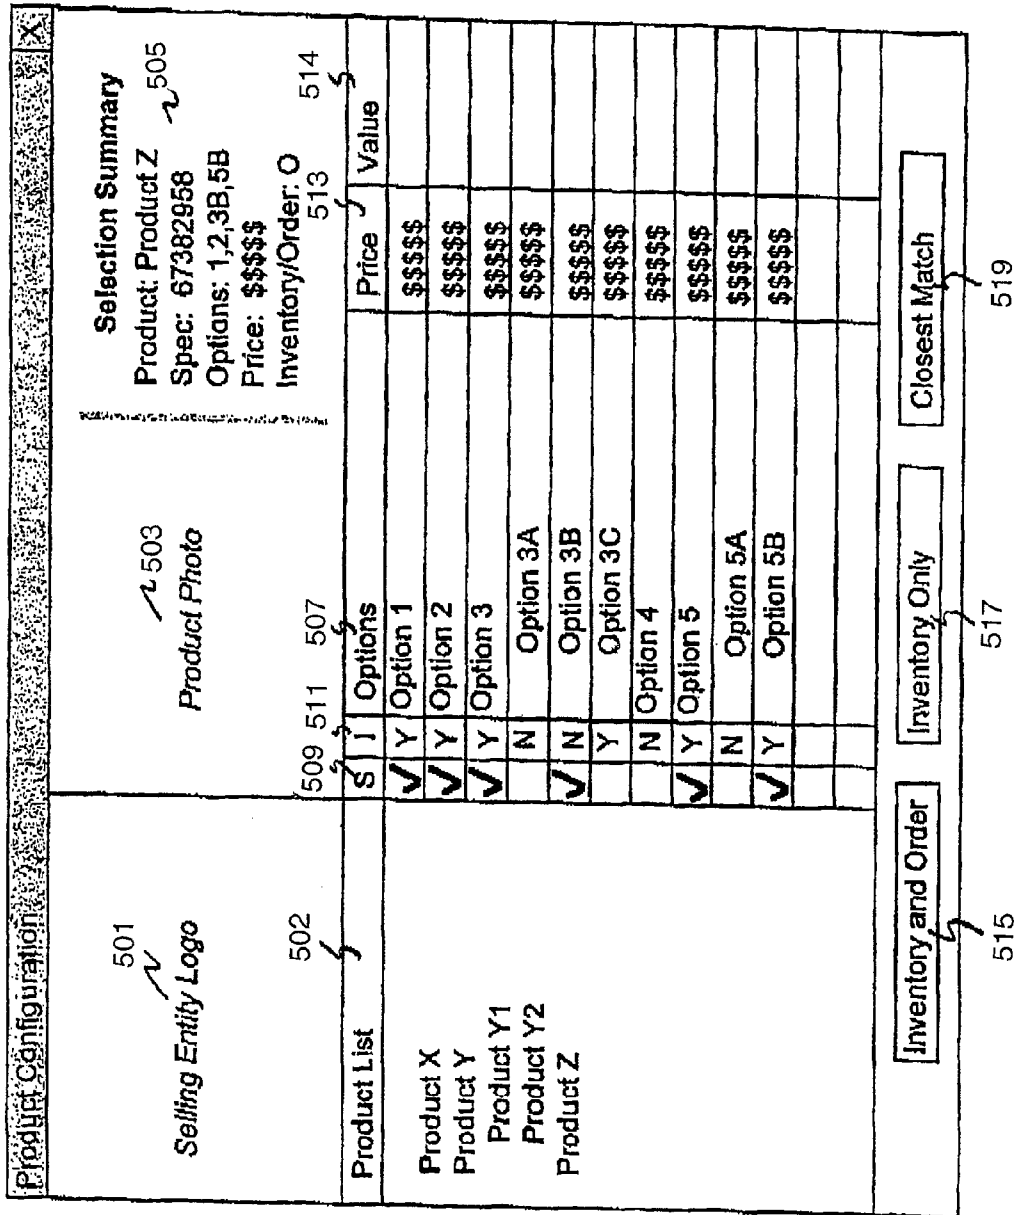 Product Configuration X
501
Selling Entity Logo
503
Product Photo
Selection Summary
Product: Product Z
505
Spec: 67382958
Options: 1,2,3B,5B
Price: $$$$$
Inventory/Order: O
502
509 511 507 513 514
Product List S I Options Price Value
Product X
Product Y
Product Y1
Product Y2
Product Z
✓ Y Option 1 $$$$$
✓ Y Option 2 $$$$$
✓ Y Option 3 $$$$$
N Option 3A $$$$$
✓ N Option 3B $$$$$
Y Option 3C $$$$$
N Option 4 $$$$$
✓ Y Option 5 $$$$$
N Option 5A $$$$$
✓ Y Option 5B $$$$$
Inventory and Order Inventory Only Closest Match
515 517 519